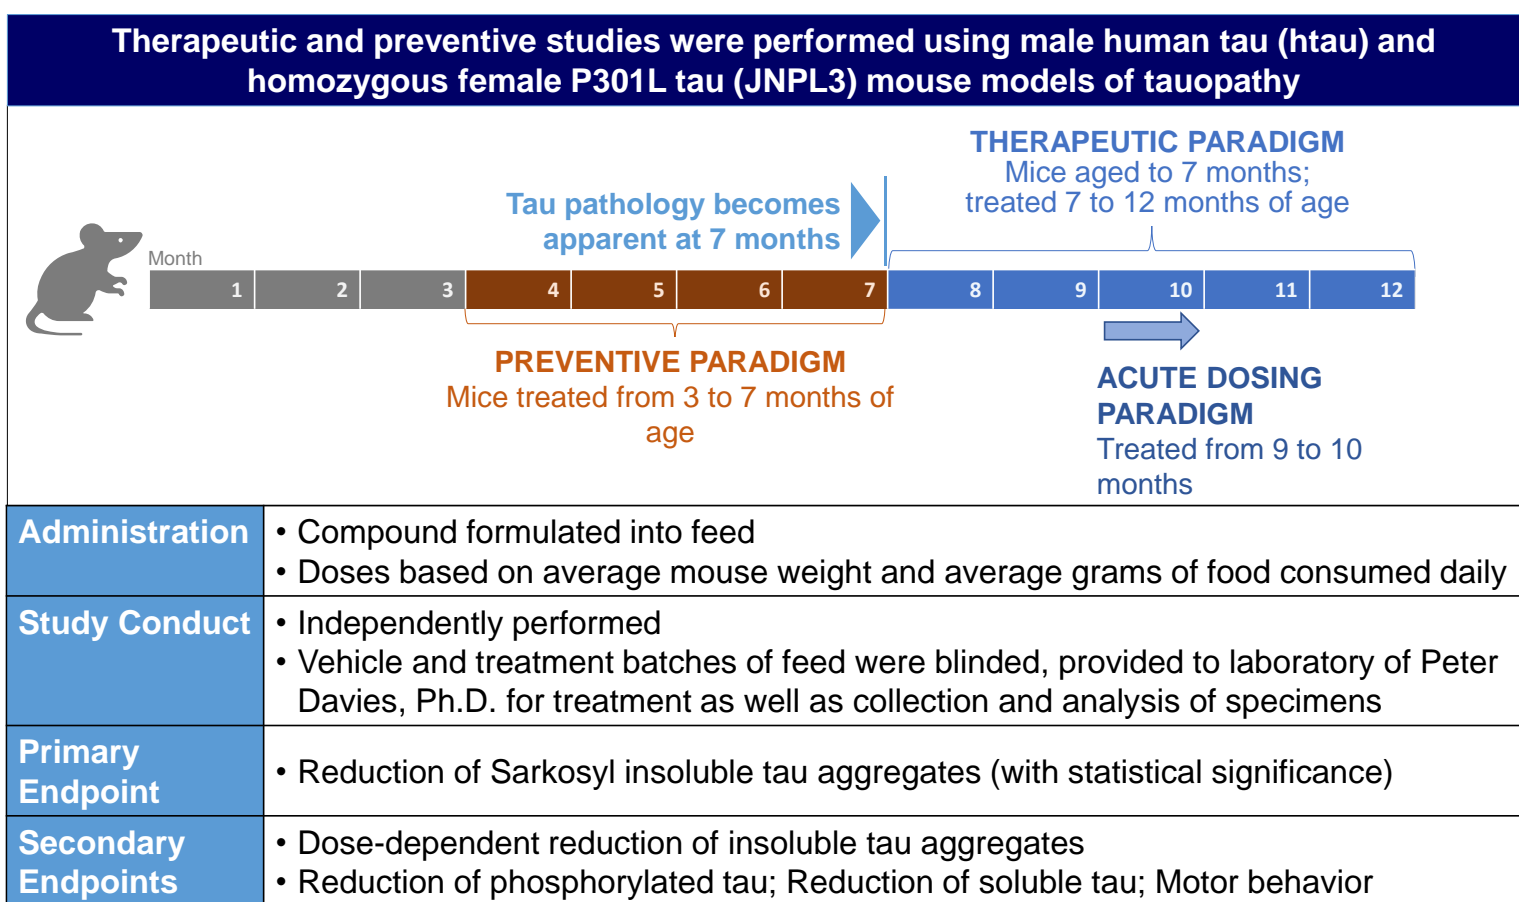 Therapeutic and preventive studies were performed using male human tau (htau) and
homozygous female P301L tau (JNPL3) mouse models of tauopathy
THERAPEUTIC PARADIGM
Mice aged to 7 months;
treated 7 to 12 months of age
Tau pathology becomes
apparent at 7 months
Month
1 2 3 4 5 6 7 8 9 10 11 12
PREVENTIVE PARADIGM
Mice treated from 3 to 7 months of
age
ACUTE DOSING
PARADIGM
Treated from 9 to 10
months
Administration
• Compound formulated into feed
• Doses based on average mouse weight and average grams of food consumed daily
Study Conduct
• Independently performed
• Vehicle and treatment batches of feed were blinded, provided to laboratory of Peter
Davies, Ph.D. for treatment as well as collection and analysis of specimens
Primary
Endpoint
• Reduction of Sarkosyl insoluble tau aggregates (with statistical significance)
Secondary
Endpoints
• Dose-dependent reduction of insoluble tau aggregates
• Reduction of phosphorylated tau; Reduction of soluble tau; Motor behavior